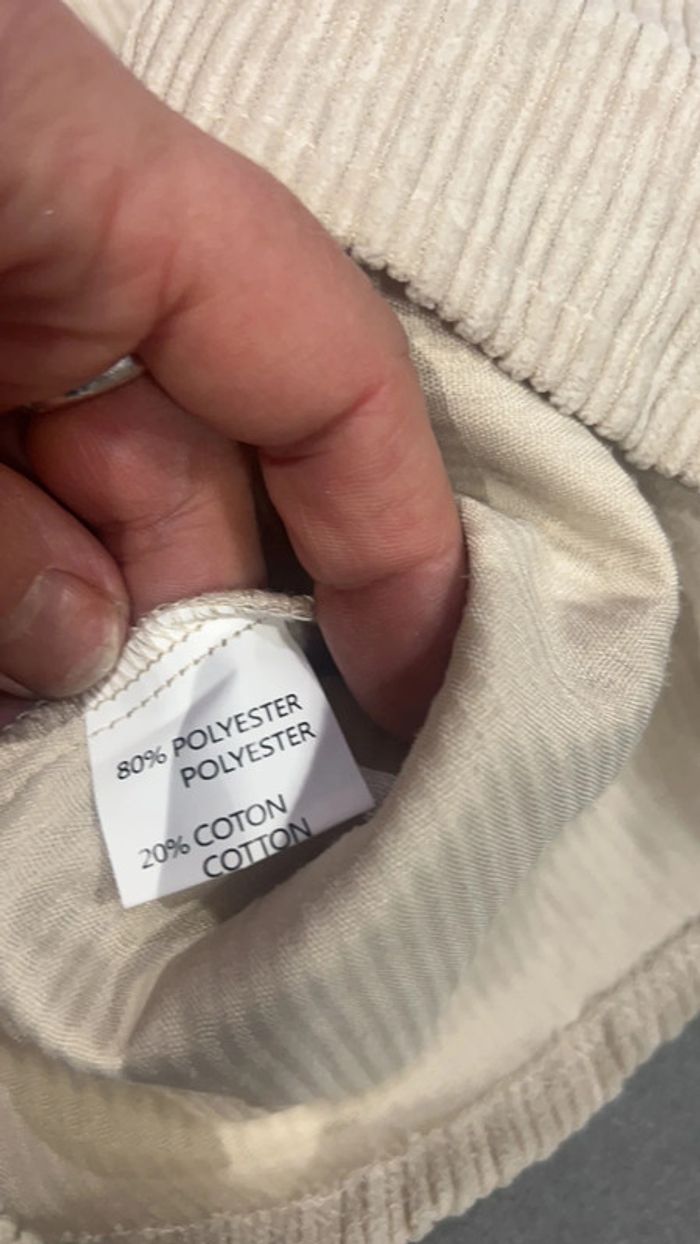 80% POLYESTER
POLYESTER
20% COTON
COTTON